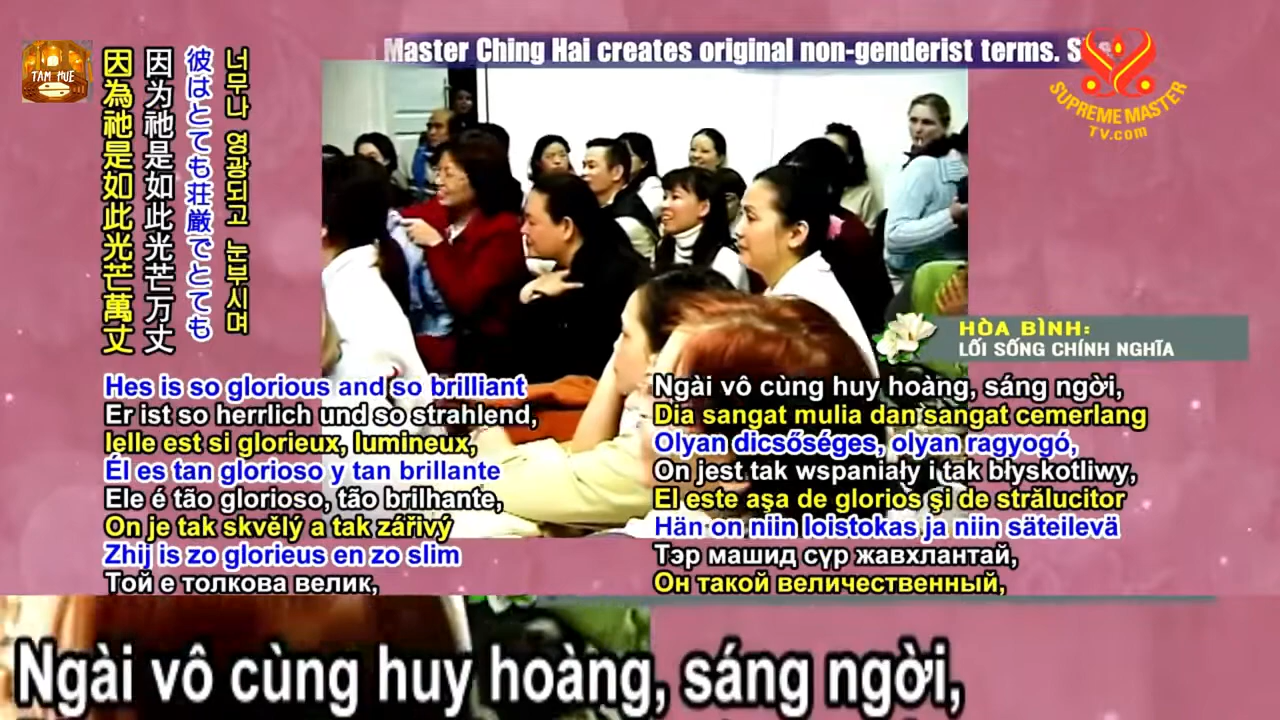 Master Ching Hai creates original non-genderist terms. S
TAM HUE
SUPREME MASTER
TV.com
너무나 영광되고 눈부시며
彼はとても荘厳でとても
因为祂是如此光芒万丈
因為祂是如此光芒萬丈
HÒA BÌNH:
LỐI SỐNG CHÍNH NGHĨA
Hes is so glorious and so brilliant
Er ist so herrlich und so strahlend,
Ielle est si glorieux, lumineux,
Él es tan glorioso y tan brillante
Ele é tão glorioso, tão brilhante,
On je tak skvělý a tak zářivý
Zhij is zo glorieus en zo slim
Той е толкова велик,
Ngài vô cùng huy hoàng, sáng ngời,
Dia sangat mulia dan sangat cemerlang
Olyan dicsőséges, olyan ragyogó,
On jest tak wspaniały i tak błyskotliwy,
El este aşa de glorios şi de strălucitor
Hän on niin loistokas ja niin säteilevä
Тэр машид сүр жавхлантай,
Он такой величественный,
Ngài vô cùng huy hoàng, sáng ngời,